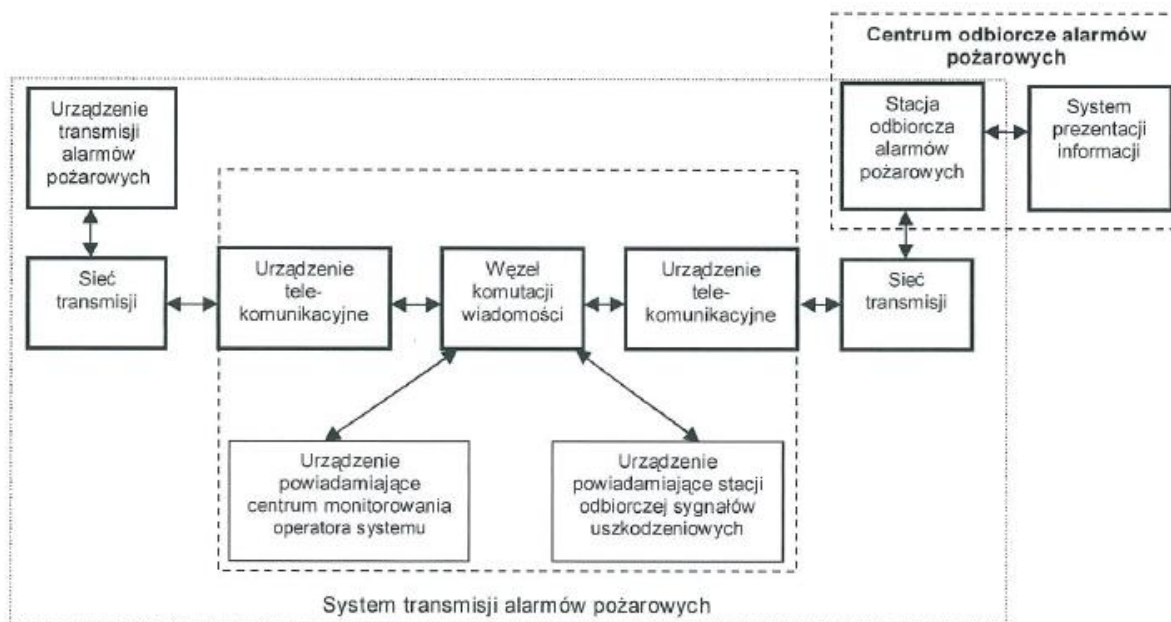 Centrum odbiorcze alarmów
pożarowych
Urządzenie
transmisji
alarmów
pożarowych
Stacja
odbiorcza
alarmów
pożarowych
System
prezentacji
informacji
Sieć
transmisji
Urządzenie
tele-
komunikacyjne
Węzeł
komutacji
wiadomości
Urządzenie
tele-
komunikacyjne
Sieć
transmisji
Urządzenie
powiadamiające
centrum monitorowania
operatora systemu
Urządzenie
powiadamiające stacji
odbiorczej sygnałów
uszkodzeniowych
System transmisji alarmów pożarowych